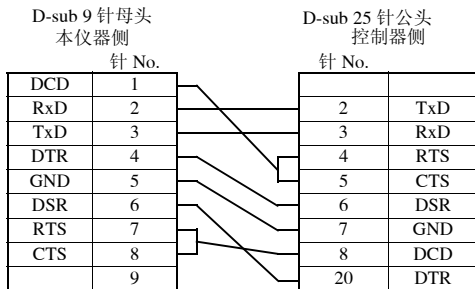 D-sub 9 针母头 D-sub 25 针公头
本仪器侧 控制器侧
针 No. 针 No.
DCD 1
RxD 2 2 TxD
TxD 3 3 RxD
DTR 4 4 RTS
GND 5 5 CTS
DSR 6 6 DSR
RTS 7 7 GND
CTS 8 8 DCD
9 20 DTR